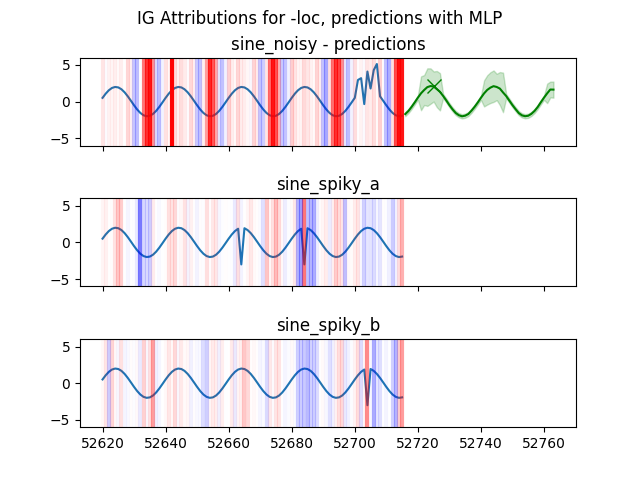 IG Attributions for -loc, predictions with MLP
sine_noisy - predictions
5
0
−5
sine_spiky_a
5
0
−5
sine_spiky_b
5
0
−5
52620 52640 52660 52680 52700 52720 52740 52760